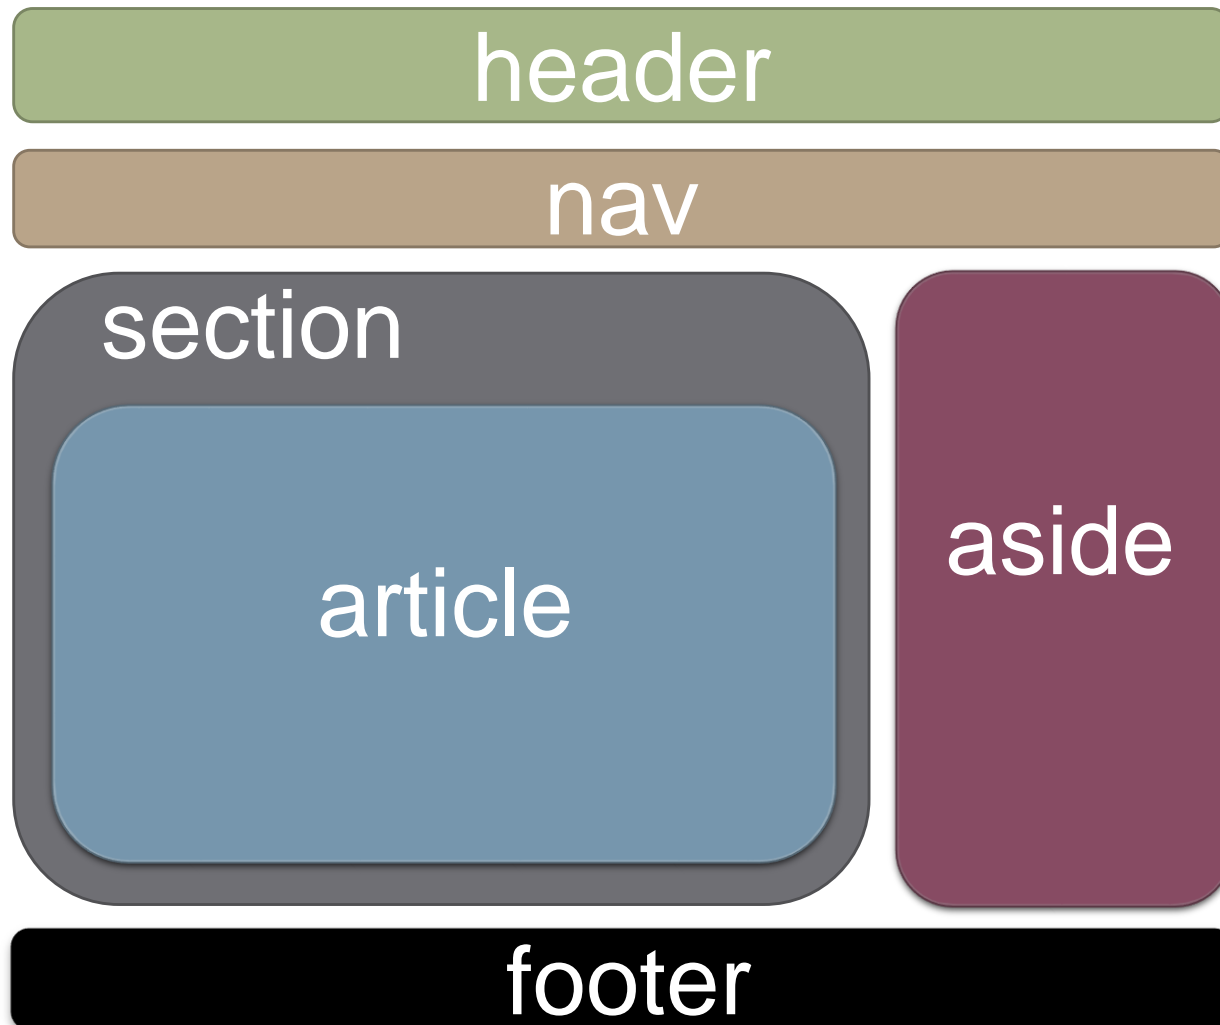 header
nav
section
article
aside
footer